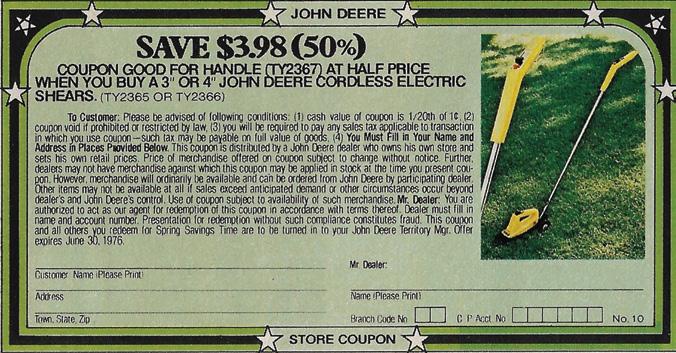 JOHN DEERE
SAVE $3.98 (50%)
COUPON GOOD FOR HANDLE (TY2367) AT HALF PRICE
WHEN YOU BUY A 3" OR 4" JOHN DEERE CORDLESS ELECTRIC
SHEARS. (TY2365 OR TY2366)
To Customer: Please be advised of following conditions: (1) cash value of coupon is 1/20th of 1¢, (2)
coupon void if prohibited or restricted by law, (3) you will be required to pay any sales tax applicable to transaction
in which you use coupon—such tax may be payable on full value of goods, (4) You Must Fill in Your Name and
Address in Places Provided Below. This coupon is distributed by a John Deere dealer who owns his own store and
sets his own retail prices. Price of merchandise offered on coupon subject to change without notice. Further,
dealers may not have merchandise against which this coupon may be applied in stock at the time you present cou-
pon. However, merchandise will ordinarily be available and can be ordered from John Deere by participating dealer.
Other items may not be available at all if sales exceed anticipated demand or other circumstances occur beyond
dealer's and John Deere's control. Use of coupon subject to availability of such merchandise. Mr. Dealer: You are
authorized to act as our agent for redemption of this coupon in accordance with terms thereof. Dealer must fill in
name and account number. Presentation for redemption without such compliance constitutes fraud. This coupon
and all others you redeem for Spring Savings Time are to be turned in to your John Deere Territory Mgr. Offer
expires June 30, 1976.
Mr. Dealer:
Customer Name (Please Print)
Address
Name (Please Print)
Town, State, Zip
Branch Code No C P Acct No No. 10
STORE COUPON